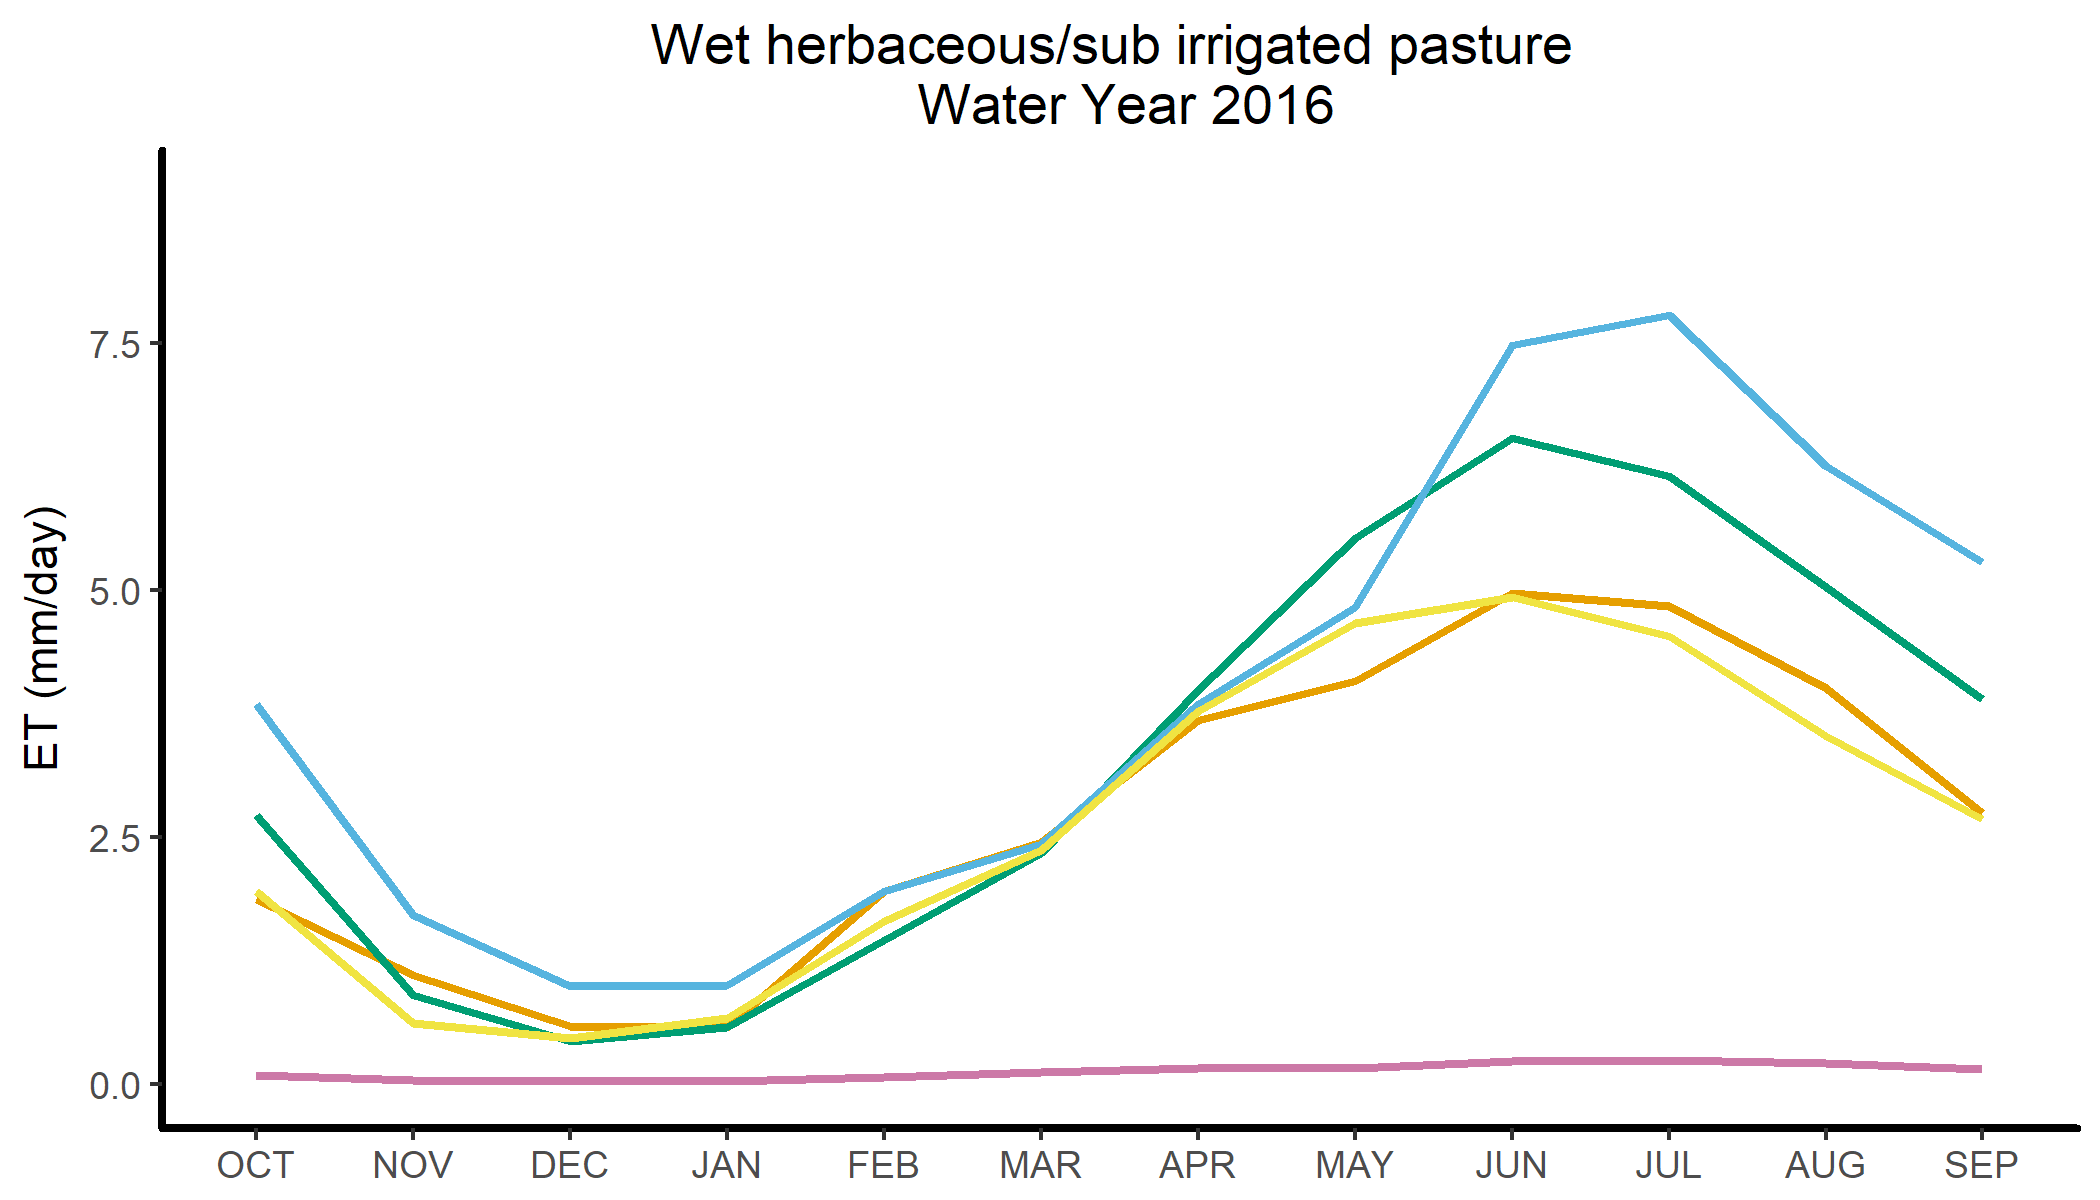 Wet herbaceous/sub irrigated pasture
Water Year 2016
ET (mm/day)
7.5
5.0
2.5
0.0
OCT NOV DEC JAN FEB MAR APR MAY JUN JUL AUG SEP